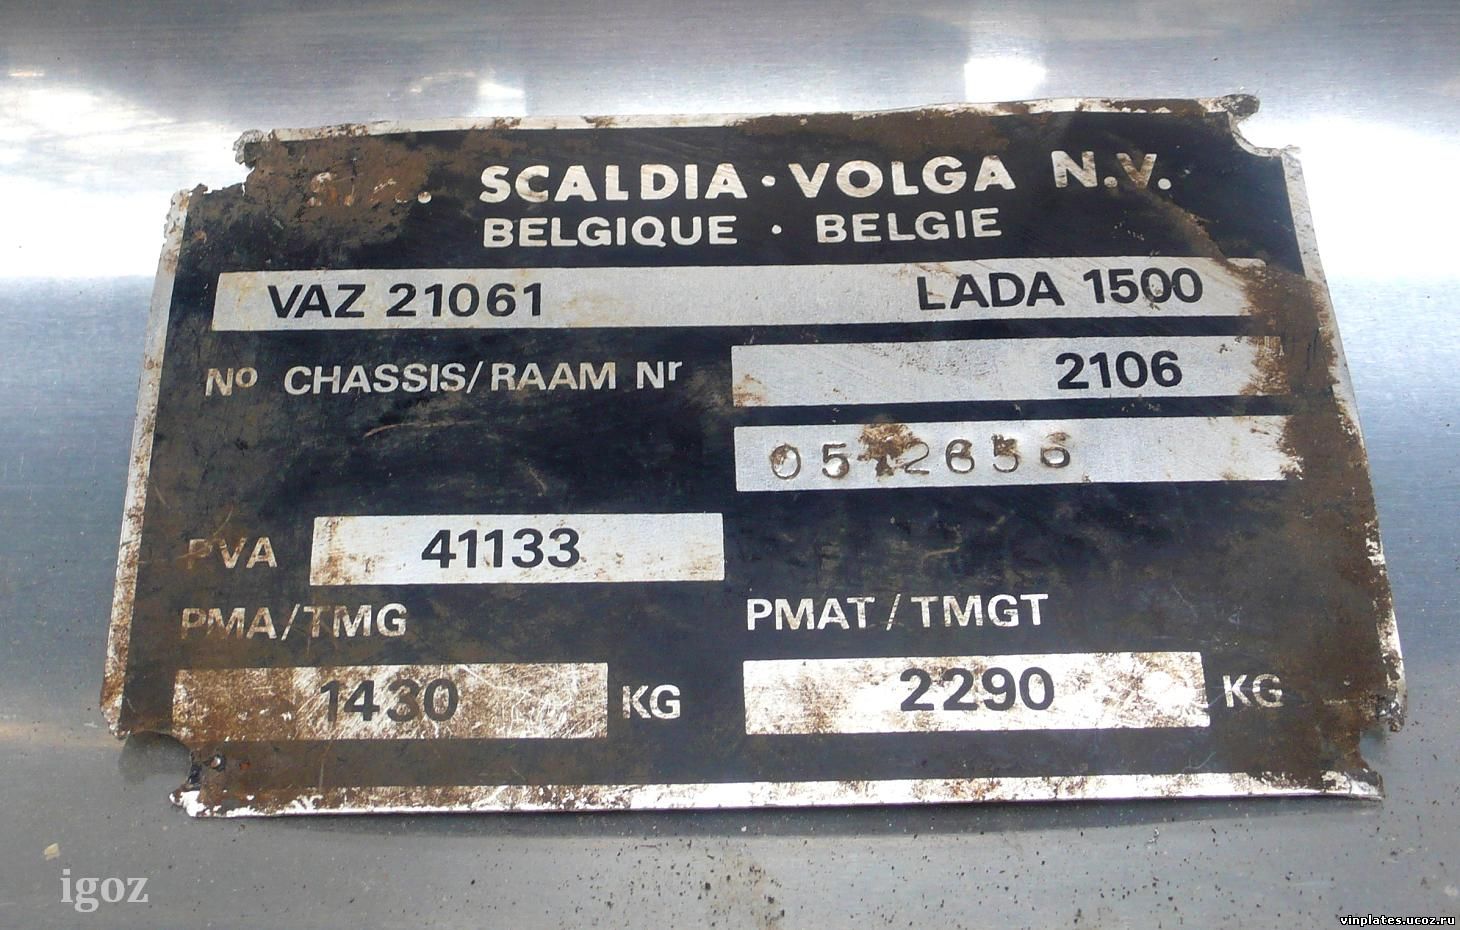 SCALDIA · VOLGA N.V.
BELGIQUE · BELGIE
VAZ 21061 LADA 1500
No CHASSIS/RAAM Nr 2106
PVA 41133
PMA/TMG PMAT/TMGT
1430 KG 2290 KG
igoz
vinplates.ucoz.ru